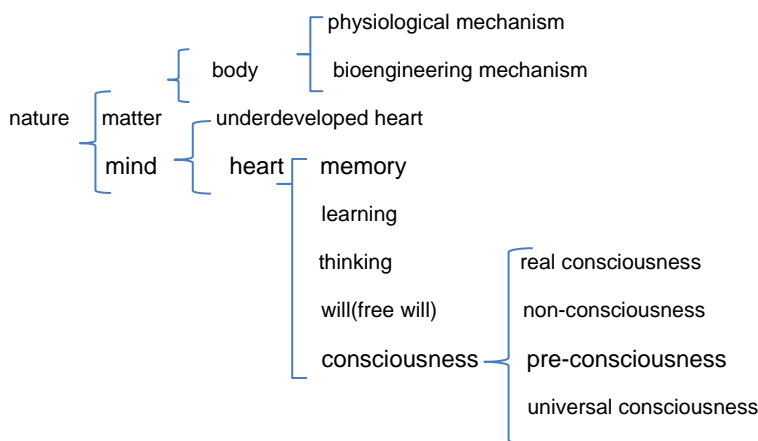 physiological mechanism
body
bioengineering mechanism
nature
matter
underdeveloped heart
mind
heart
memory
learning
thinking
real consciousness
will(free will)
non-consciousness
consciousness
pre-consciousness
universal consciousness